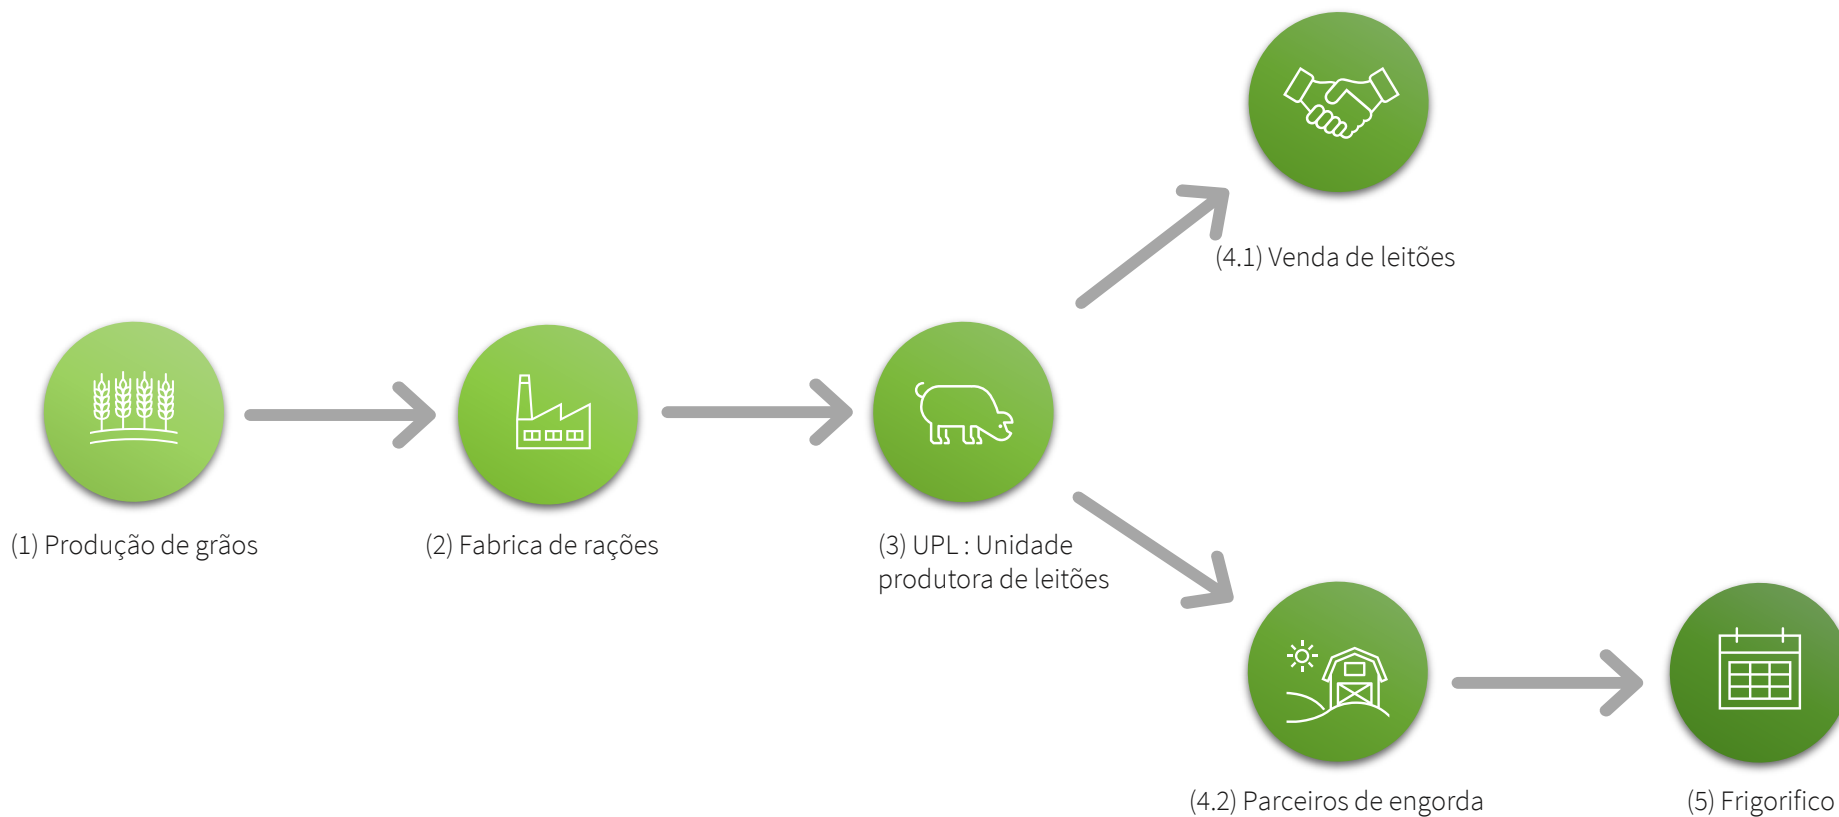 (4.1) Venda de leitões
(1) Produção de grãos
(2) Fabrica de rações
(3) UPL : Unidade
produtora de leitões
(4.2) Parceiros de engorda
(5) Frigorifico